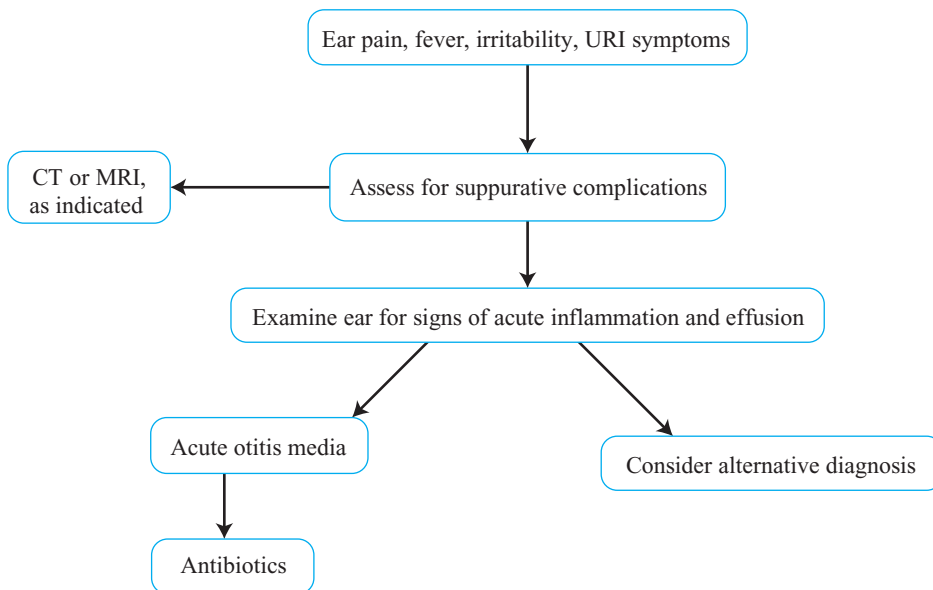 Ear pain, fever, irritability, URI symptoms
CT or MRI,
as indicated
Assess for suppurative complications
Examine ear for signs of acute inflammation and effusion
Acute otitis media
Consider alternative diagnosis
Antibiotics